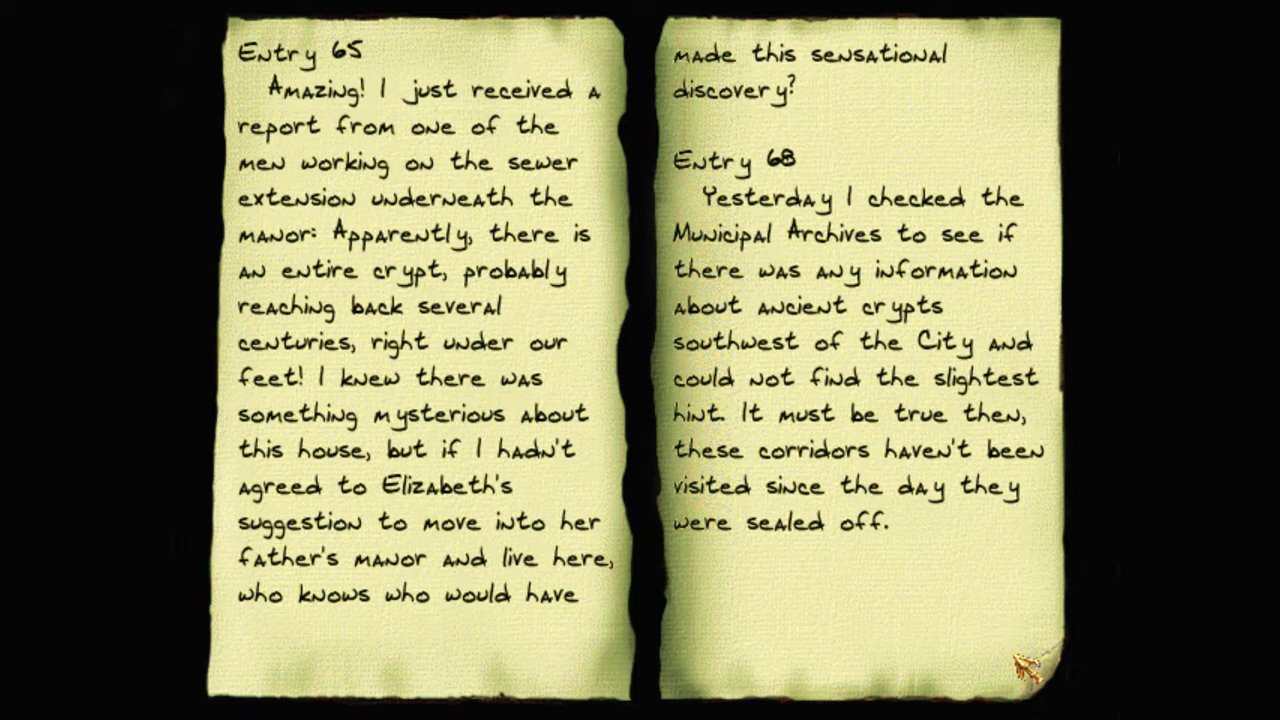 Entry 65
Amazing! I just received a
report from one of the
men working on the sewer
extension underneath the
manor: Apparently, there is
an entire crypt, probably
reaching back several
centuries, right under our
feet! I knew there was
something mysterious about
this house, but if I hadn't
agreed to Elizabeth's
suggestion to move into her
father's manor and live here,
who knows who would have
made this sensational
discovery?
Entry 68
Yesterday I checked the
Municipal Archives to see if
there was any information
about ancient crypts
southwest of the City and
could not find the slightest
hint. It must be true then,
these corridors haven't been
visited since the day they
were sealed off.